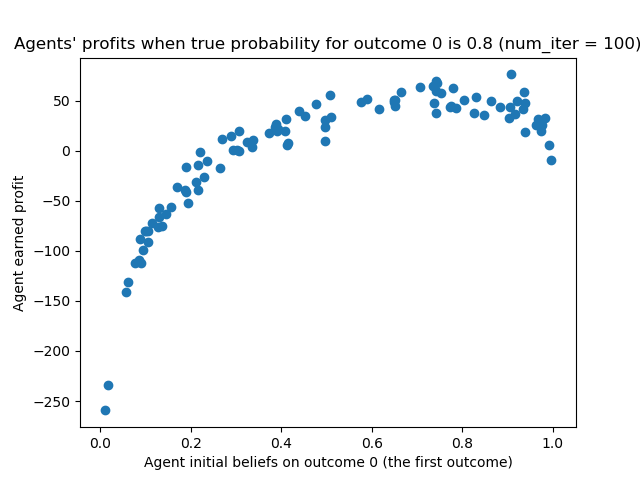 Agents' profits when true probability for outcome 0 is 0.8 (num_iter = 100)
50
0
−50
−100
−150
−200
−250
Agent earned profit
0.0 0.2 0.4 0.6 0.8 1.0
Agent initial beliefs on outcome 0 (the first outcome)